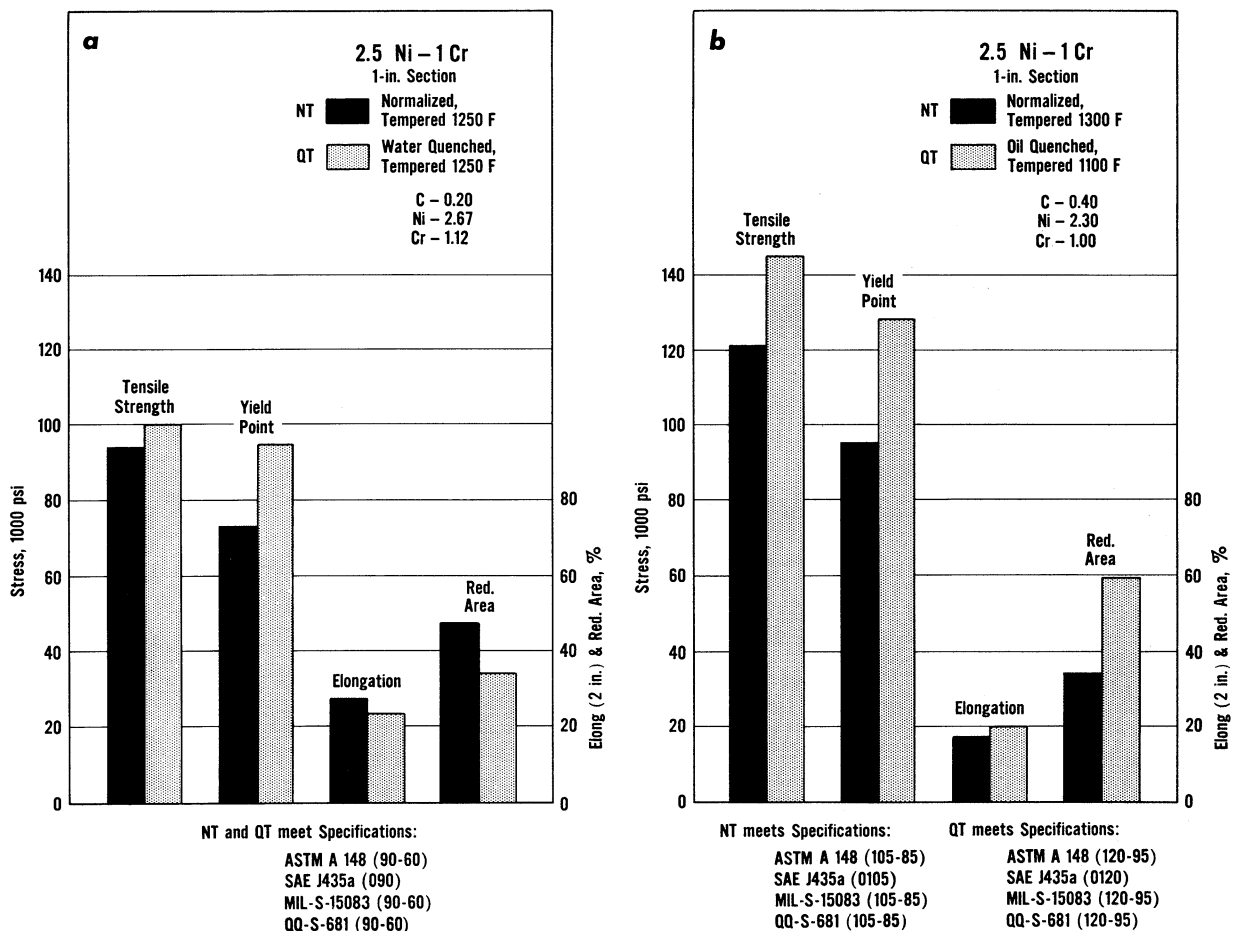 a
2.5 Ni – 1 Cr
1-in. Section
NT
Normalized,
Tempered 1250 F
QT
Water Quenched,
Tempered 1250 F
C – 0.20
Ni – 2.67
Cr – 1.12
Stress, 1000 psi
140
120
100
80
60
40
20
0
Tensile
Strength
Yield
Point
Elongation
Red.
Area
80
60
40
20
0
Elong (2 in.) & Red. Area, %
NT and QT meet Specifications:
ASTM A 148 (90-60)
SAE J435a (090)
MIL-S-15083 (90-60)
QQ-S-681 (90-60)
b
2.5 Ni – 1 Cr
1-in. Section
NT
Normalized,
Tempered 1300 F
QT
Oil Quenched,
Tempered 1100 F
C – 0.40
Ni – 2.30
Cr – 1.00
Stress, 1000 psi
140
120
100
80
60
40
20
0
Tensile
Strength
Yield
Point
Elongation
Red.
Area
80
60
40
20
0
Elong (2 in.) & Red. Area, %
NT meets Specifications:
ASTM A 148 (105-85)
SAE J435a (0105)
MIL-S-15083 (105-85)
QQ-S-681 (105-85)
QT meets Specifications:
ASTM A 148 (120-95)
SAE J435a (0120)
MIL-S-15083 (120-95)
QQ-S-681 (120-95)